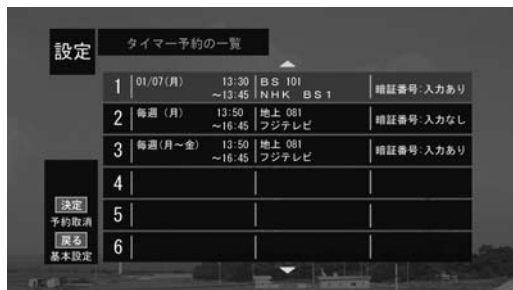 設定
タイマー予約の一覧
1 01/07(月) 13:30 BS 101 暗証番号:入力あり
~13:45 NHK BS1
2 毎週 (月) 13:50 地上 081 暗証番号:入力なし
~16:45 フジテレビ
3 毎週(月~金) 13:50 地上 081 暗証番号:入力あり
~16:45 フジテレビ
4
5
6
決定
予約取消
戻る
基本設定